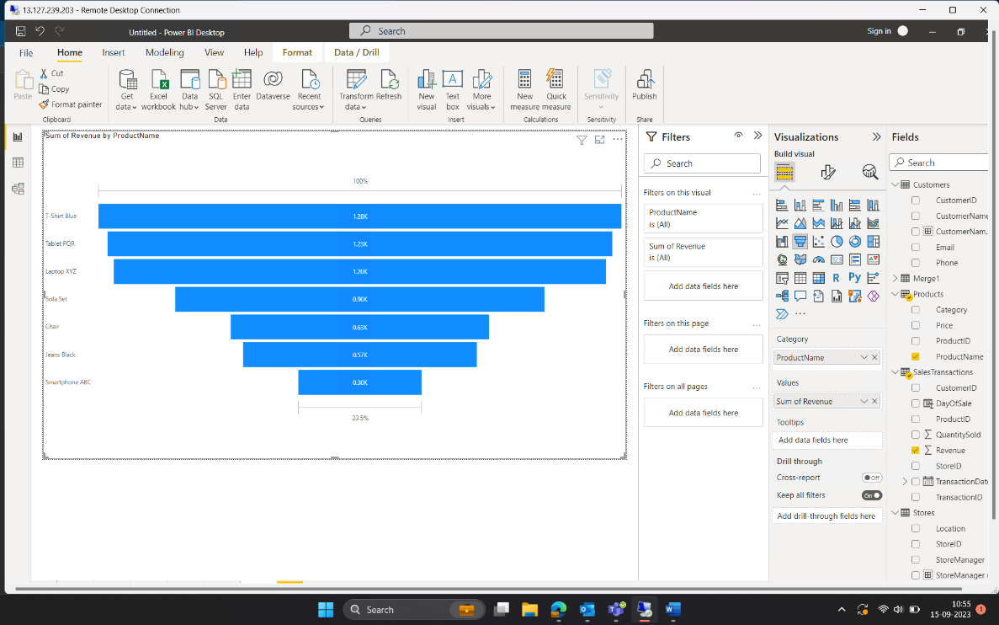 13.127.239.203 - Remote Desktop Connection
Untitled - Power BI Desktop
Search
Sign in
File
Home
Insert
Modeling
View
Help
Format
Data / Drill
Paste
Cut
Copy
Format painter
Clipboard
Get data
Excel workbook
Data hub
SQL Server
Enter data
Dataverse
Recent sources
Data
Transform data
Refresh
Queries
New visual
Text box
More visuals
Insert
New measure
Quick measure
Calculations
Sensitivity
Sensitivity
Publish
Share
Sum of Revenue by ProductName
100%
T-Shirt Blue
1.28K
Tablet PQR
1.23K
Laptop XYZ
1.20K
Sofa Set
0.90K
Chair
0.63K
Jeans Black
0.57K
Smartphone ABC
0.30K
23.5%
Filters
Search
Filters on this visual
ProductName
is (All)
Sum of Revenue
is (All)
Add data fields here
Filters on this page
Add data fields here
Filters on all pages
Add data fields here
Visualizations
Build visual
123
R
Py
Category
ProductName
Values
Sum of Revenue
Tooltips
Add data fields here
Drill through
Cross-report
Off
Keep all filters
On
Add drill-through fields here
Fields
Search
Customers
CustomerID
CustomerName
CustomerNam...
Email
Phone
Merge1
Products
Category
Price
ProductID
ProductName
SalesTransactions
CustomerID
DayOfSale
ProductID
QuantitySold
Revenue
StoreID
TransactionDat
TransactionID
Stores
Location
StoreID
StoreManager
StoreManager
Search
10:55
15-09-2023
1